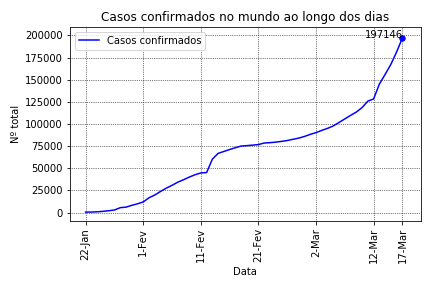 Casos confirmados no mundo ao longo dos dias
Casos confirmados
197146
200000
175000
150000
125000
100000
75000
50000
25000
0
Nº total
22-Jan
1-Fev
11-Fev
21-Fev
2-Mar
12-Mar
17-Mar
Data